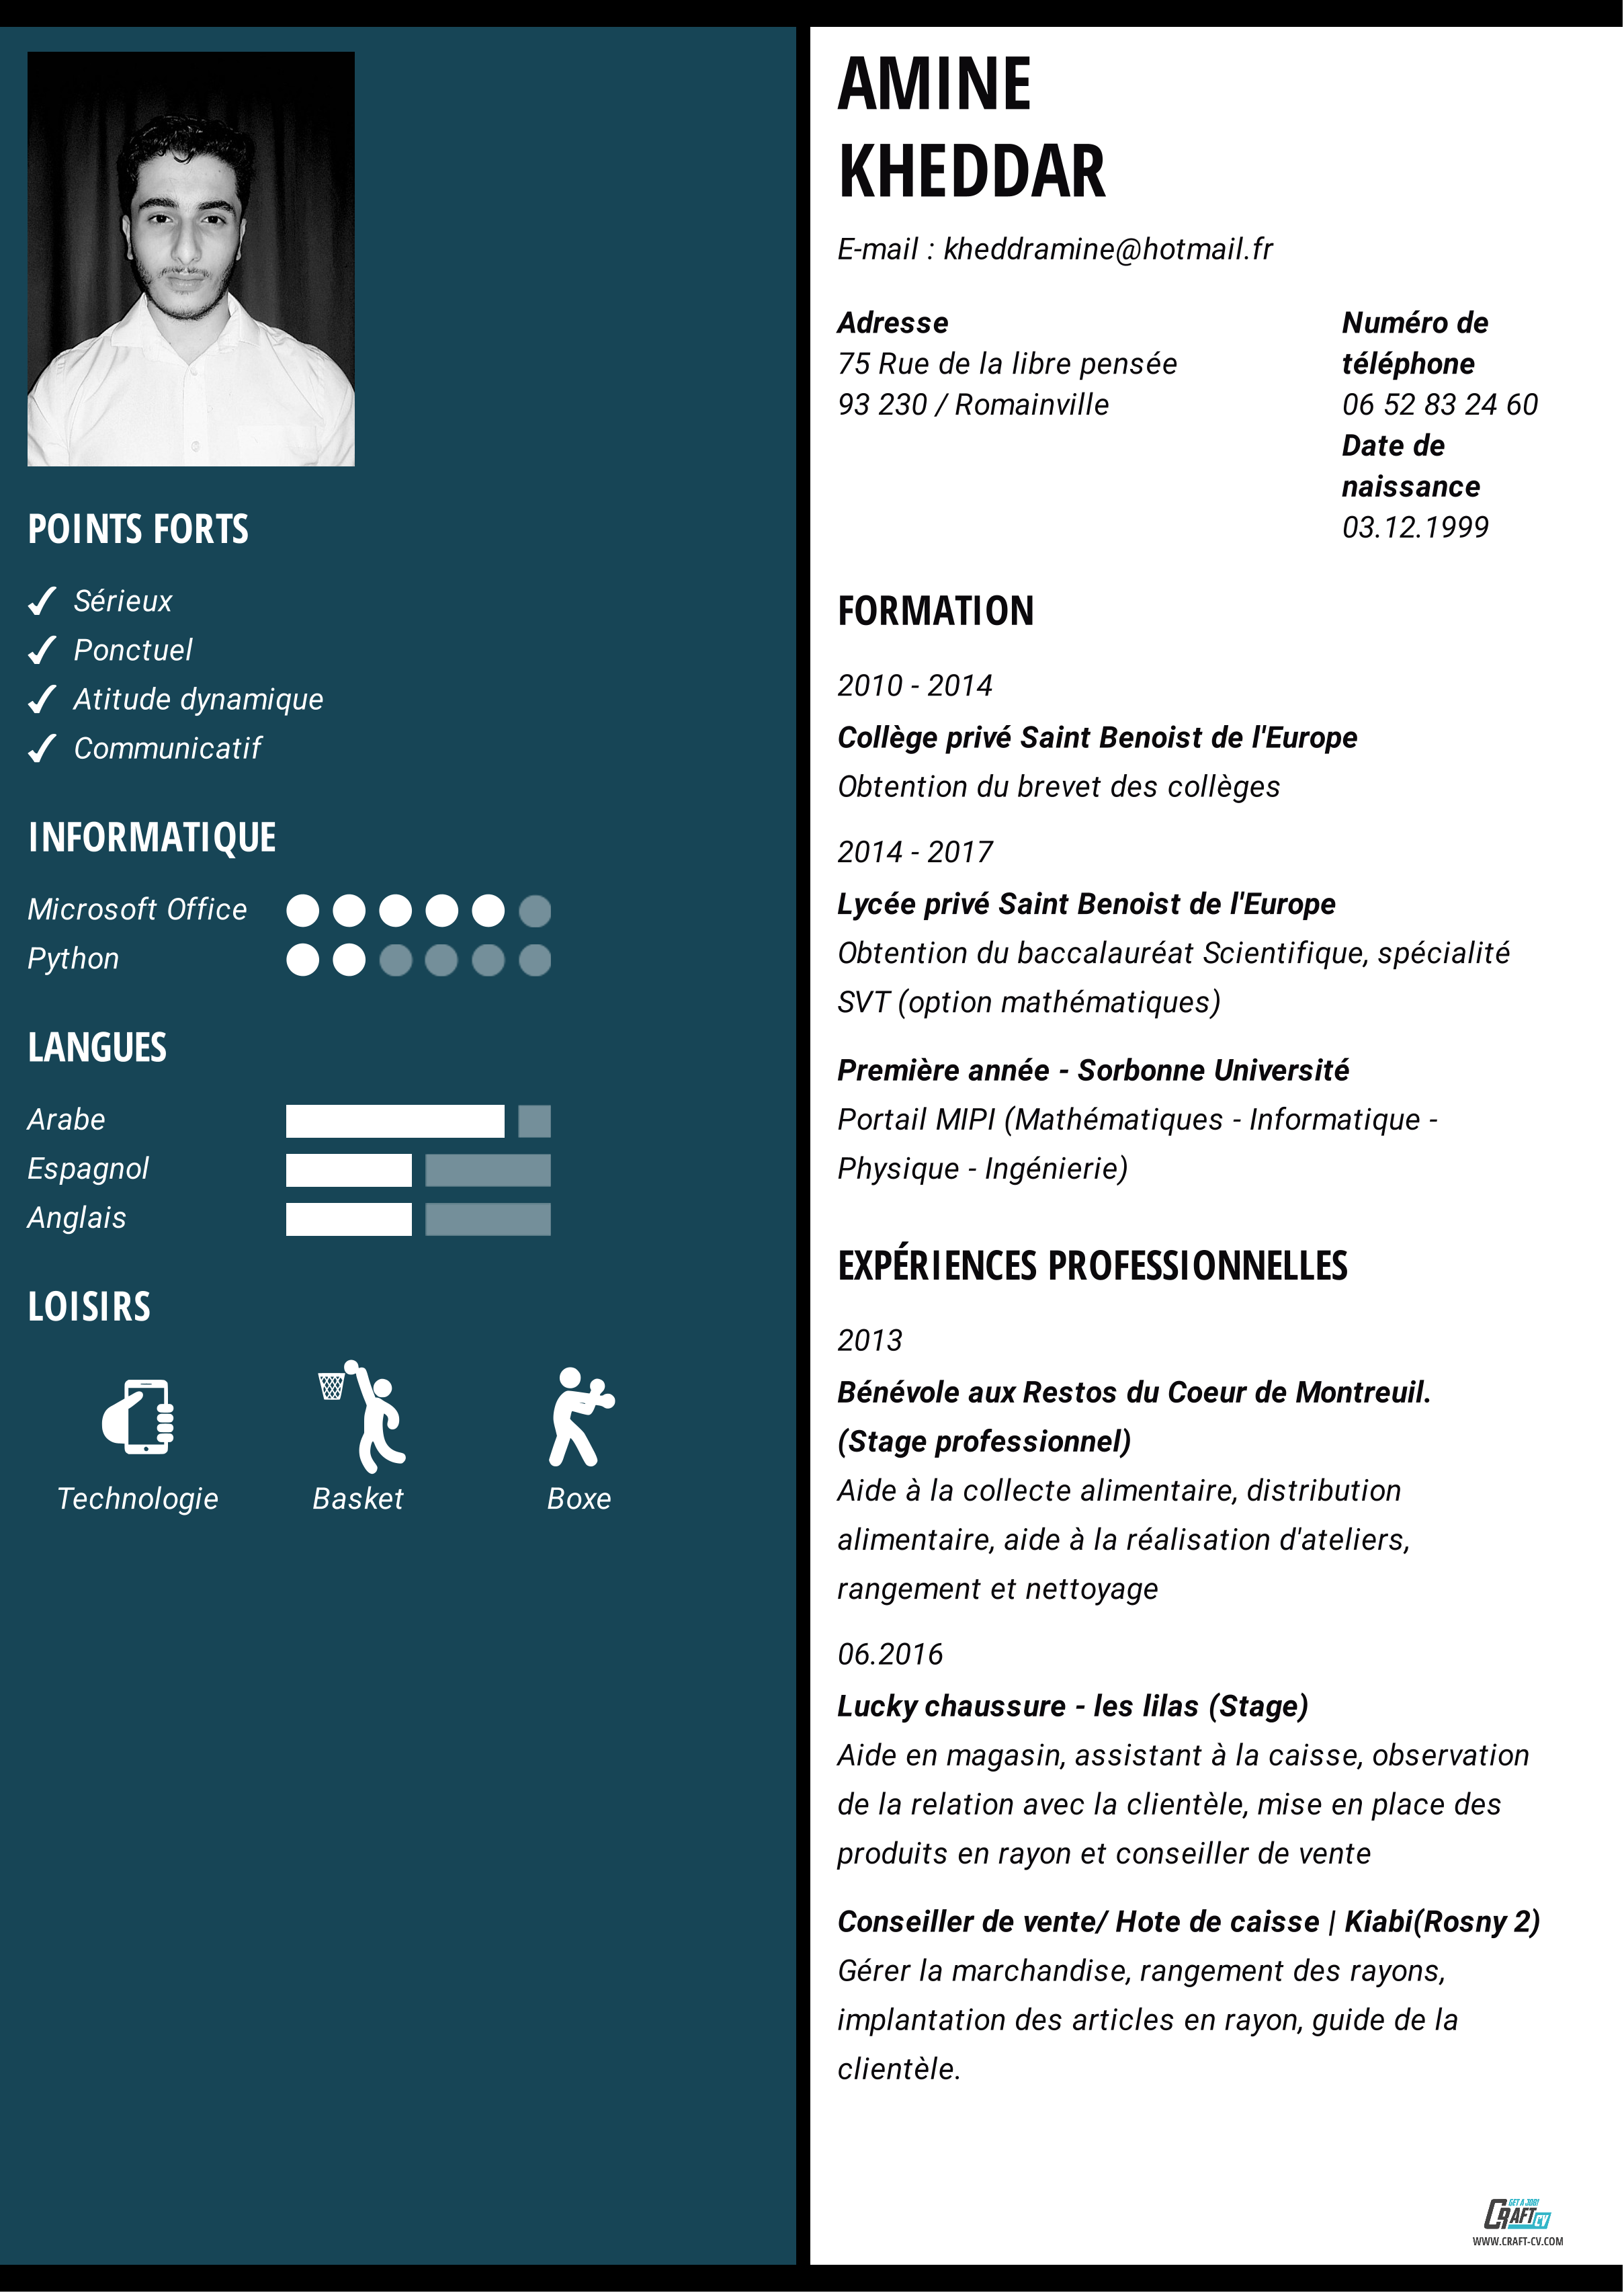 AMINE
KHEDDAR
E-mail : kheddramine@hotmail.fr
Adresse
75 Rue de la libre pensée
93 230 / Romainville
Numéro de
téléphone
06 52 83 24 60
Date de
naissance
03.12.1999
POINTS FORTS
Sérieux
Ponctuel
Atitude dynamique
Communicatif
INFORMATIQUE
Microsoft Office
Python
LANGUES
Arabe
Espagnol
Anglais
LOISIRS
Technologie
Basket
Boxe
FORMATION
2010 - 2014
Collège privé Saint Benoist de l'Europe
Obtention du brevet des collèges
2014 - 2017
Lycée privé Saint Benoist de l'Europe
Obtention du baccalauréat Scientifique, spécialité
SVT (option mathématiques)
Première année - Sorbonne Université
Portail MIPI (Mathématiques - Informatique -
Physique - Ingénierie)
EXPÉRIENCES PROFESSIONNELLES
2013
Bénévole aux Restos du Coeur de Montreuil.
(Stage professionnel)
Aide à la collecte alimentaire, distribution
alimentaire, aide à la réalisation d'ateliers,
rangement et nettoyage
06.2016
Lucky chaussure - les lilas (Stage)
Aide en magasin, assistant à la caisse, observation
de la relation avec la clientèle, mise en place des
produits en rayon et conseiller de vente
Conseiller de vente/ Hote de caisse | Kiabi(Rosny 2)
Gérer la marchandise, rangement des rayons,
implantation des articles en rayon, guide de la
clientèle.
GET A JOB!
CRAFT CV
WWW.CRAFT-CV.COM